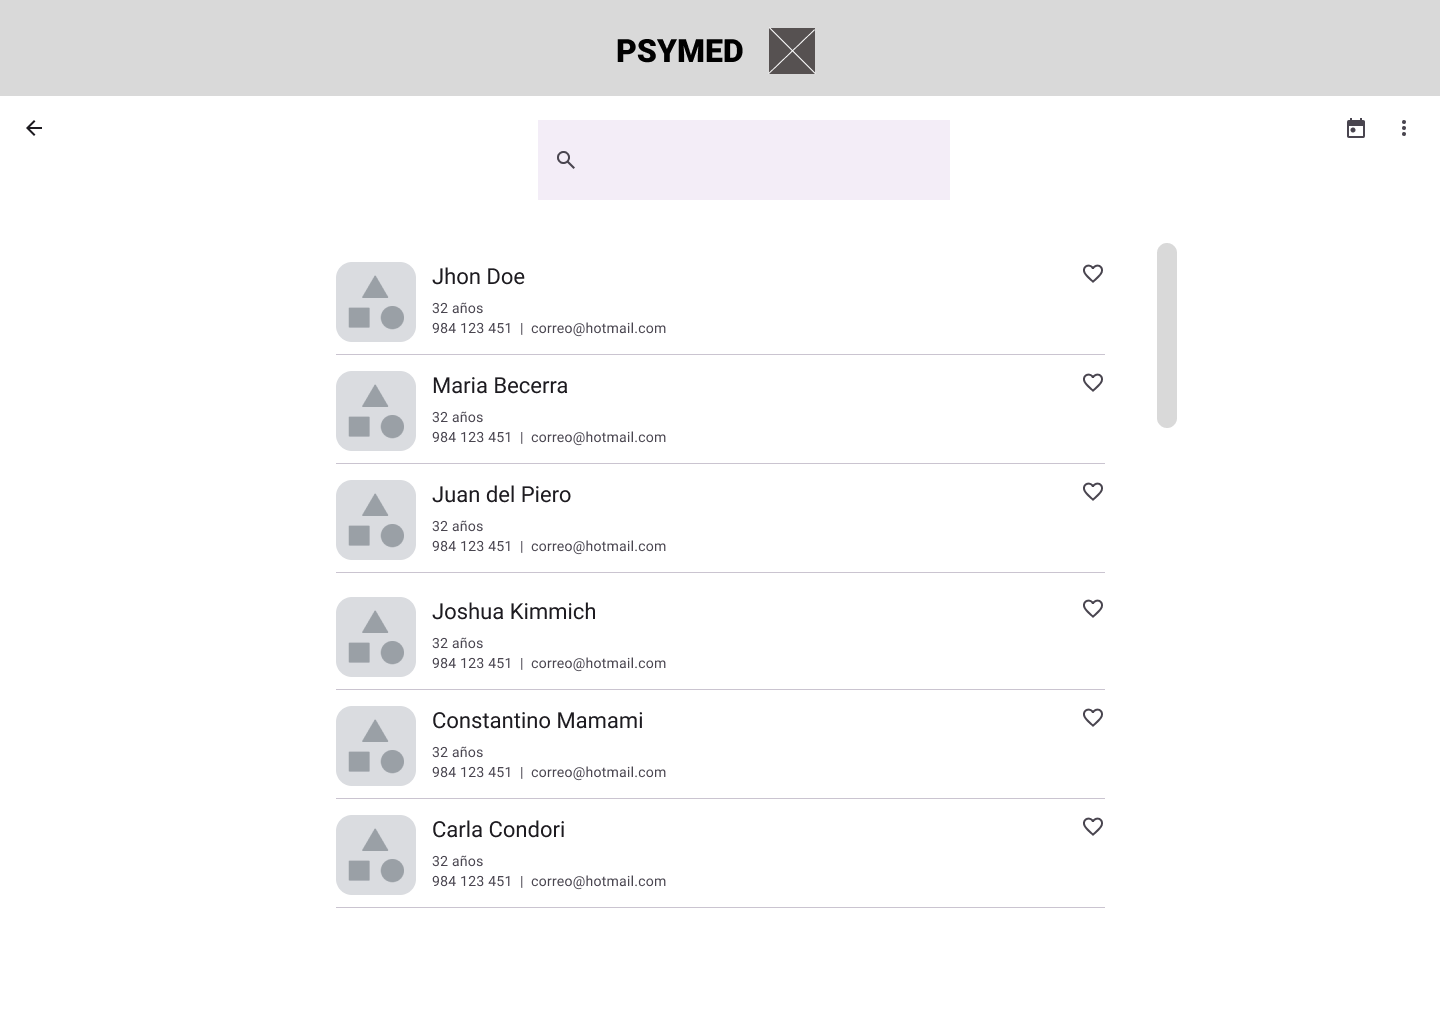 PSYMED
Jhon Doe
32 años
984 123 451 | correo@hotmail.com
Maria Becerra
32 años
984 123 451 | correo@hotmail.com
Juan del Piero
32 años
984 123 451 | correo@hotmail.com
Joshua Kimmich
32 años
984 123 451 | correo@hotmail.com
Constantino Mamami
32 años
984 123 451 | correo@hotmail.com
Carla Condori
32 años
984 123 451 | correo@hotmail.com